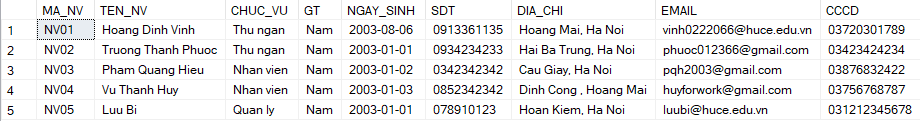 MA_NV TEN_NV CHUC_VU GT NGAY_SINH SDT DIA_CHI EMAIL CCCD
1 NV01 Hoang Dinh Vinh Thu ngan Nam 2003-08-06 0913361135 Hoang Mai, Ha Noi vinh0222066@huce.edu.vn 03720301789
2 NV02 Truong Thanh Phuoc Thu ngan Nam 2003-01-01 0934234233 Hai Ba Trung, Ha Noi phuoc012366@gmail.com 03423424234
3 NV03 Pham Quang Hieu Nhan vien Nam 2003-01-02 0342342342 Cau Giay, Ha Noi pqh2003@gmail.com 03876832422
4 NV04 Vu Thanh Huy Nhan vien Nam 2003-01-03 0852342342 Dinh Cong , Hoang Mai huyforwork@gmail.com 03756768787
5 NV05 Luu Bi Quan ly Nam 2003-01-01 078910123 Hoan Kiem, Ha Noi luubi@huce.edu.vn 031212345678